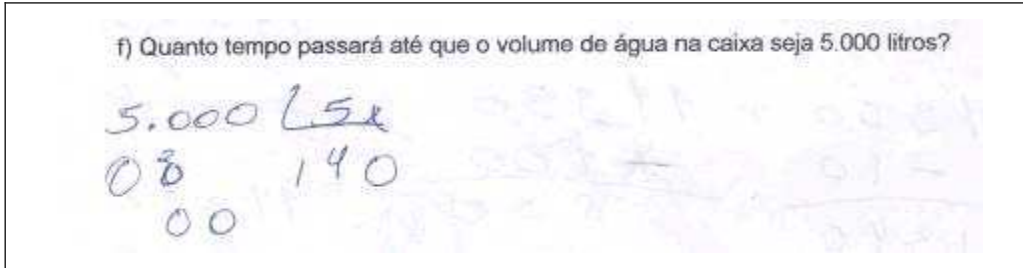 f) Quanto tempo passará até que o volume de água na caixa seja 5.000 litros?
5.000 5l
08 140
00